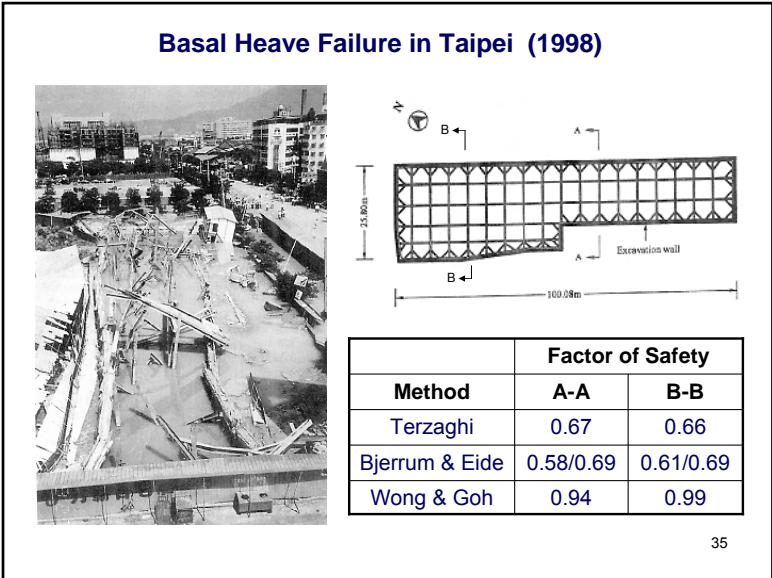 Basal Heave Failure in Taipei (1998)
N
B
A
25.80m
A
Excavation wall
B
100.08m
Factor of Safety
Method A-A B-B
Terzaghi 0.67 0.66
Bjerrum & Eide 0.58/0.69 0.61/0.69
Wong & Goh 0.94 0.99
35